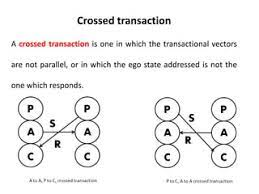 Crossed transaction
A crossed transaction is one in which the transactional vectors
are not parallel, or in which the ego state addressed is not the
one which responds.
P P P P
S S
A A A A
R R
C C C C
A to A, P to C, crossed transaction P to C, A to A crossed transaction